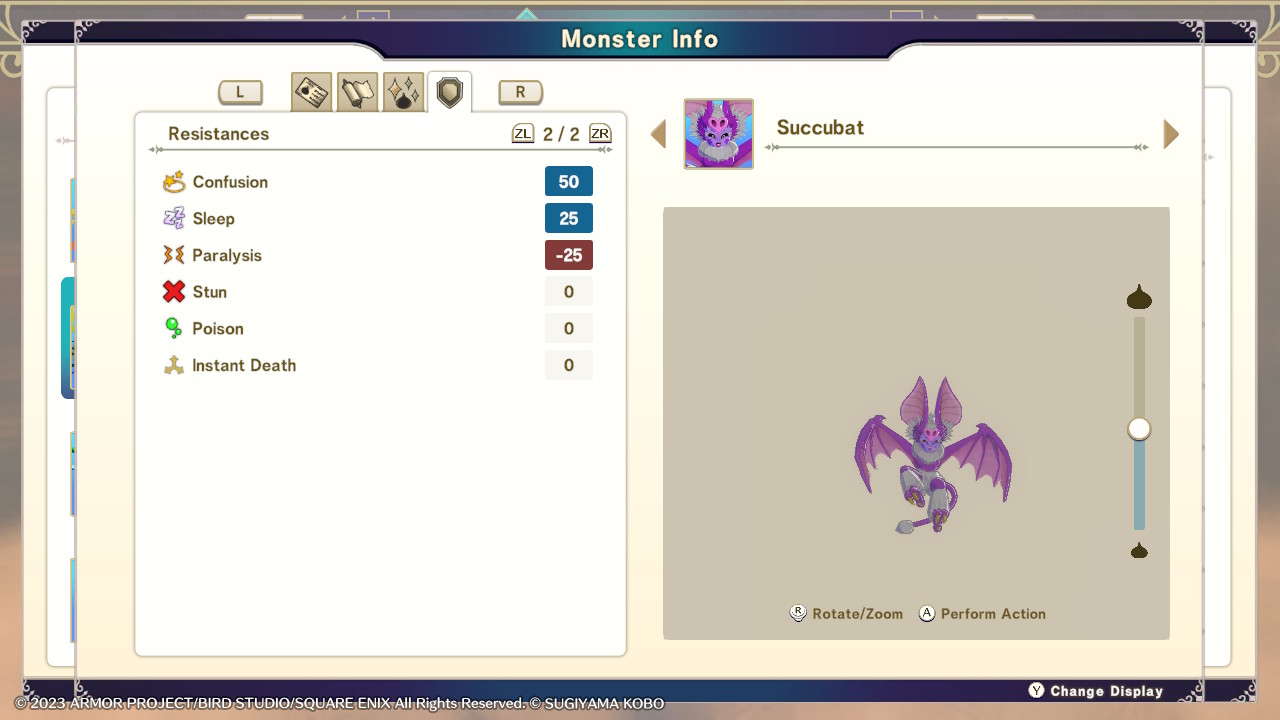 Monster Info
L
R
Resistances
ZL 2 / 2 ZR
Confusion 50
Sleep 25
Paralysis -25
Stun 0
Poison 0
Instant Death 0
Succubat
R Rotate/Zoom A Perform Action
Y Change Display
© 2023 ARMOR PROJECT/BIRD STUDIO/SQUARE ENIX All Rights Reserved. © SUGIYAMA KOBO